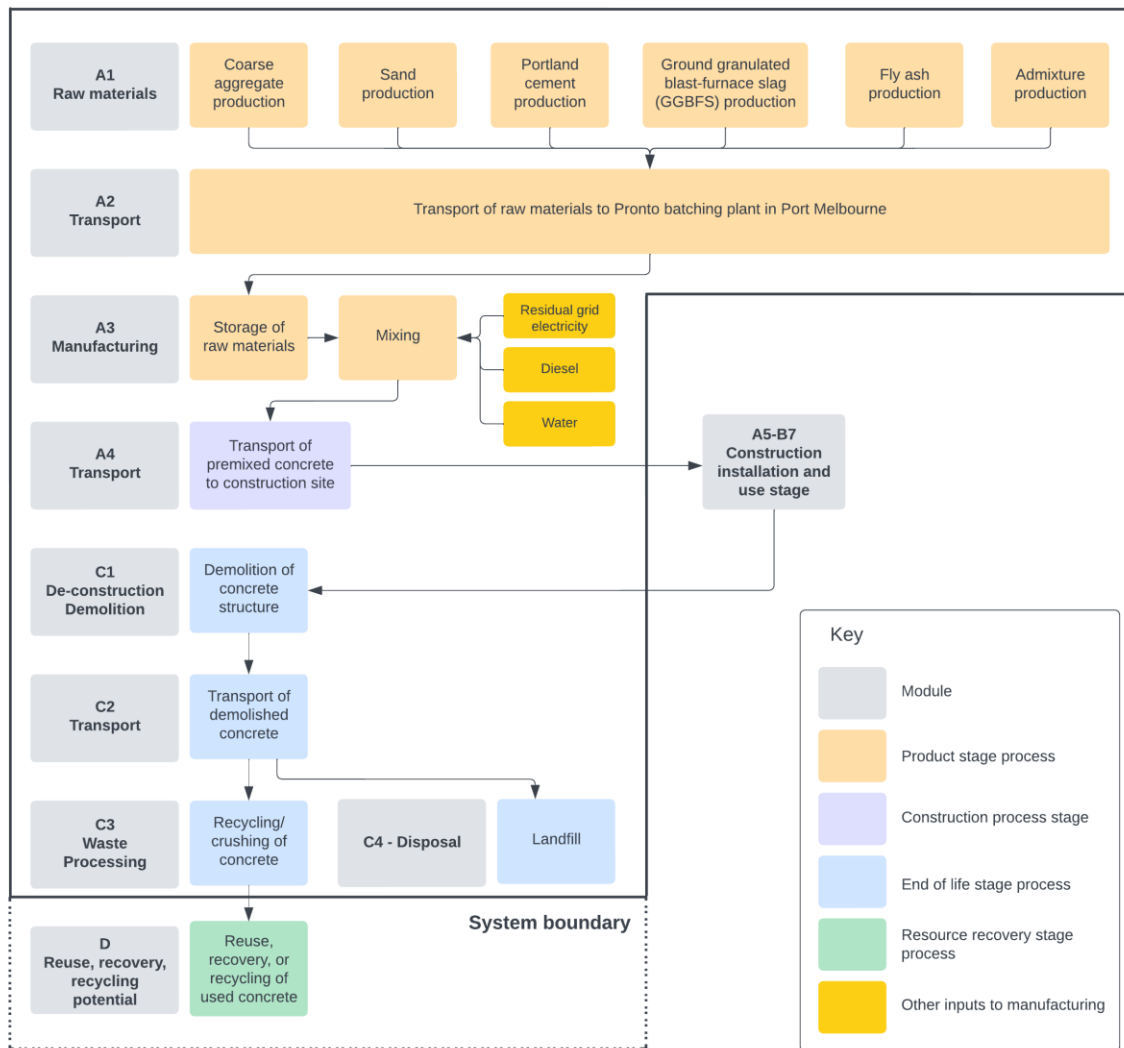 A1
Raw materials
Coarse
aggregate
production
Sand
production
Portland
cement
production
Ground granulated
blast-furnace slag
(GGBFS) production
Fly ash
production
Admixture
production
A2
Transport
Transport of raw materials to Pronto batching plant in Port Melbourne
A3
Manufacturing
Storage of
raw materials
Mixing
Residual grid
electricity
Diesel
Water
A4
Transport
Transport of
premixed concrete
to construction site
A5-B7
Construction
installation and
use stage
C1
De-construction
Demolition
Demolition of
concrete
structure
C2
Transport
Transport of
demolished
concrete
C3
Waste
Processing
Recycling/
crushing of
concrete
C4 - Disposal
Landfill
System boundary
D
Reuse, recovery,
recycling
potential
Reuse,
recovery, or
recycling of
used concrete
Key
Module
Product stage process
Construction process stage
End of life stage process
Resource recovery stage
process
Other inputs to manufacturing